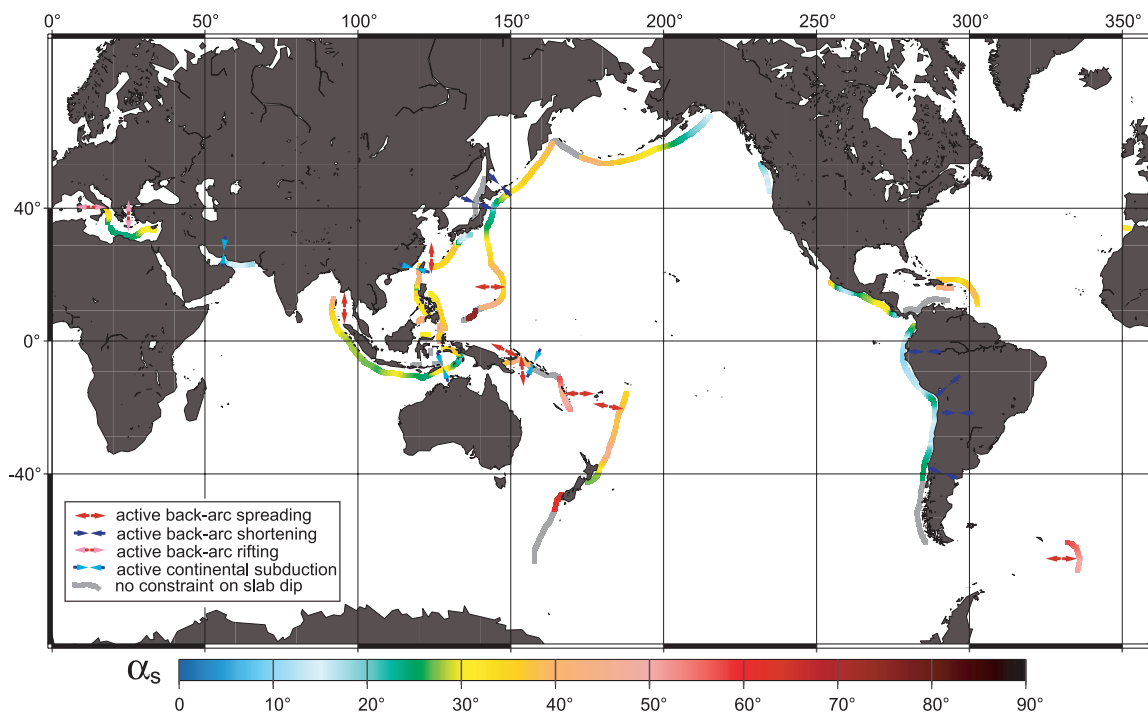 0° 50° 100° 150° 200° 250° 300° 350°
40°
0°
-40°
active back-arc spreading
active back-arc shortening
active back-arc rifting
active continental subduction
no constraint on slab dip
αs
0 10° 20° 30° 40° 50° 60° 70° 80° 90°